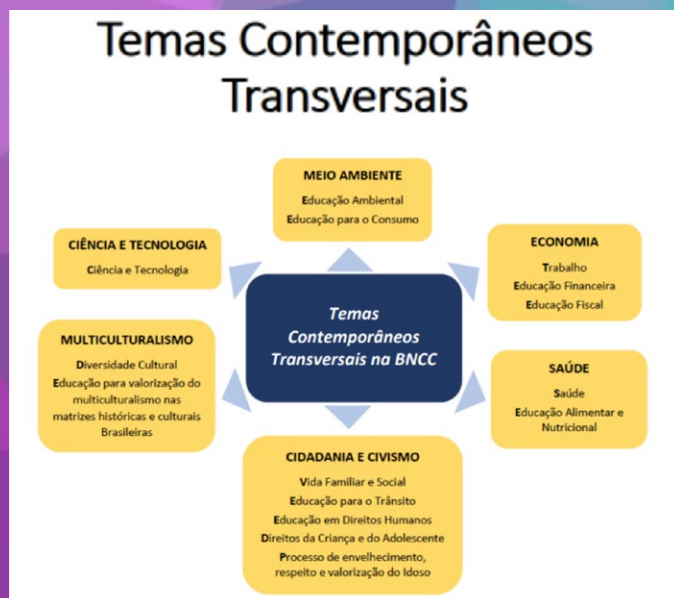 Temas Contemporâneos
Transversais
MEIO AMBIENTE
Educação Ambiental
Educação para o Consumo
CIÊNCIA E TECNOLOGIA
Ciência e Tecnologia
ECONOMIA
Trabalho
Educação Financeira
Educação Fiscal
Temas
Contemporâneos
Transversais na BNCC
MULTICULTURALISMO
Diversidade Cultural
Educação para valorização do
multiculturalismo nas
matrizes históricas e culturais
Brasileiras
SAÚDE
Saúde
Educação Alimentar e
Nutricional
CIDADANIA E CIVISMO
Vida Familiar e Social
Educação para o Trânsito
Educação em Direitos Humanos
Direitos da Criança e do Adolescente
Processo de envelhecimento,
respeito e valorização do Idoso